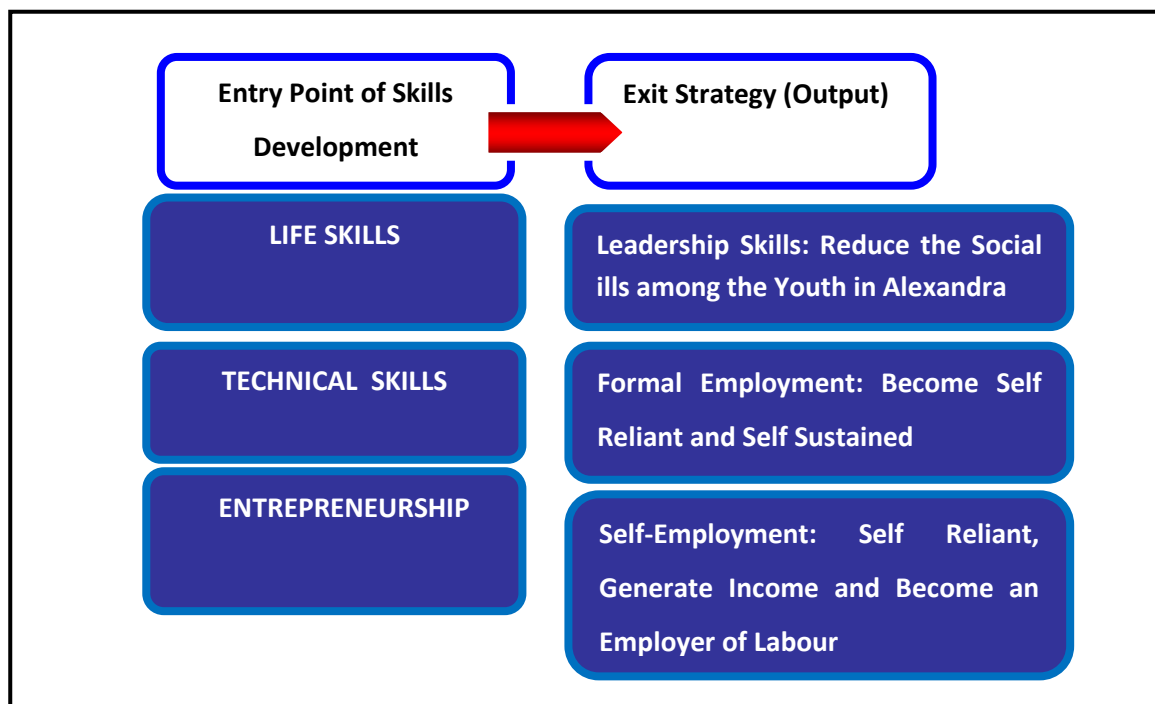 Entry Point of Skills
Development
Exit Strategy (Output)
LIFE SKILLS
Leadership Skills: Reduce the Social
ills among the Youth in Alexandra
TECHNICAL SKILLS
Formal Employment: Become Self
Reliant and Self Sustained
ENTREPRENEURSHIP
Self-Employment: Self Reliant,
Generate Income and Become an
Employer of Labour